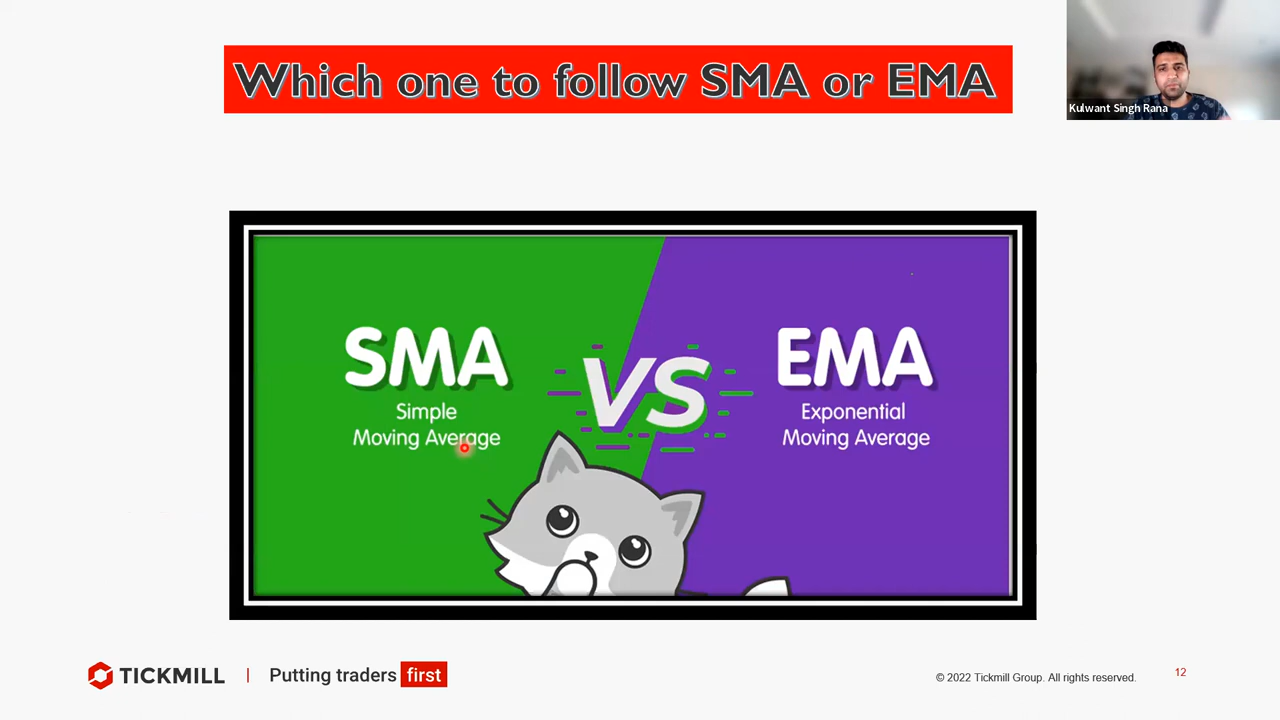 Which one to follow SMA or EMA
Kulwant Singh Rana
SMA
Simple
Moving Average
VS
EMA
Exponential
Moving Average
TICKMILL | Putting traders first
© 2022 Tickmill Group. All rights reserved.
12